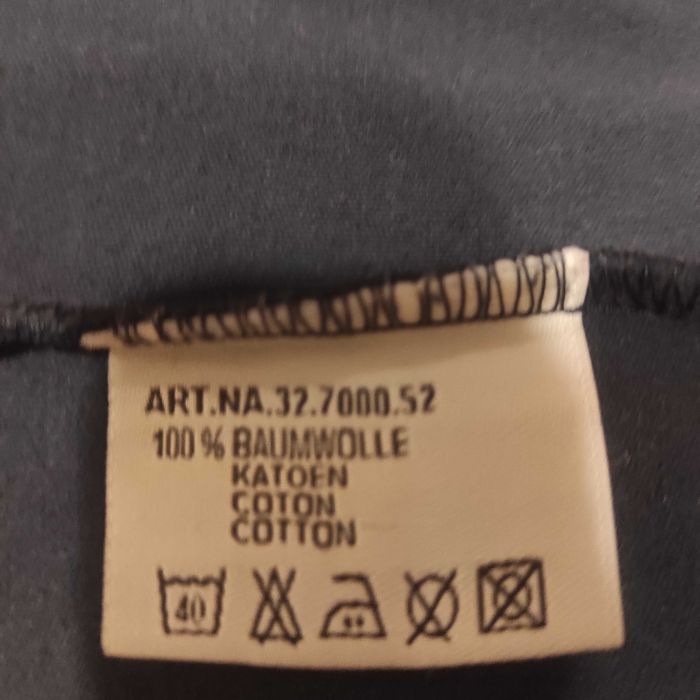 ART.NA.32.7000.52
100 % BAUMWOLLE
KATOEN
COTON
COTTON
40